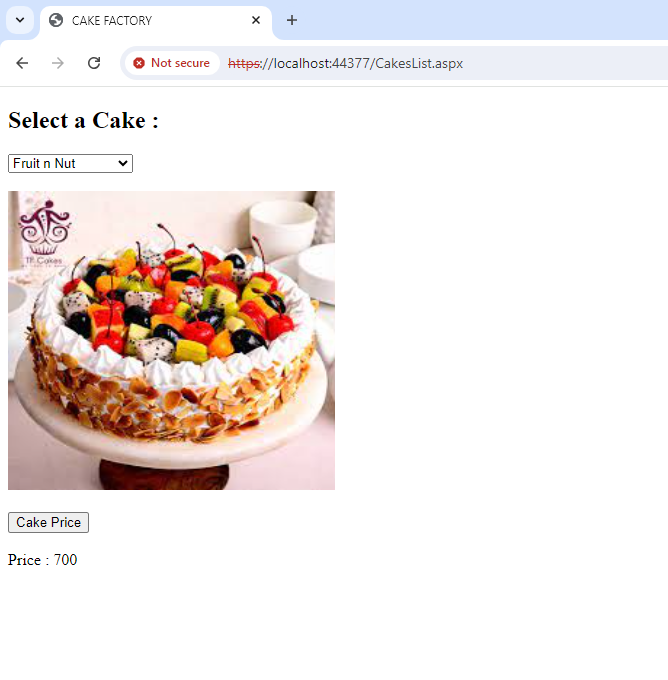 CAKE FACTORY
Not secure
https://localhost:44377/CakesList.aspx
Select a Cake :
Fruit n Nut
TF Cakes
Cake Price
Price : 700